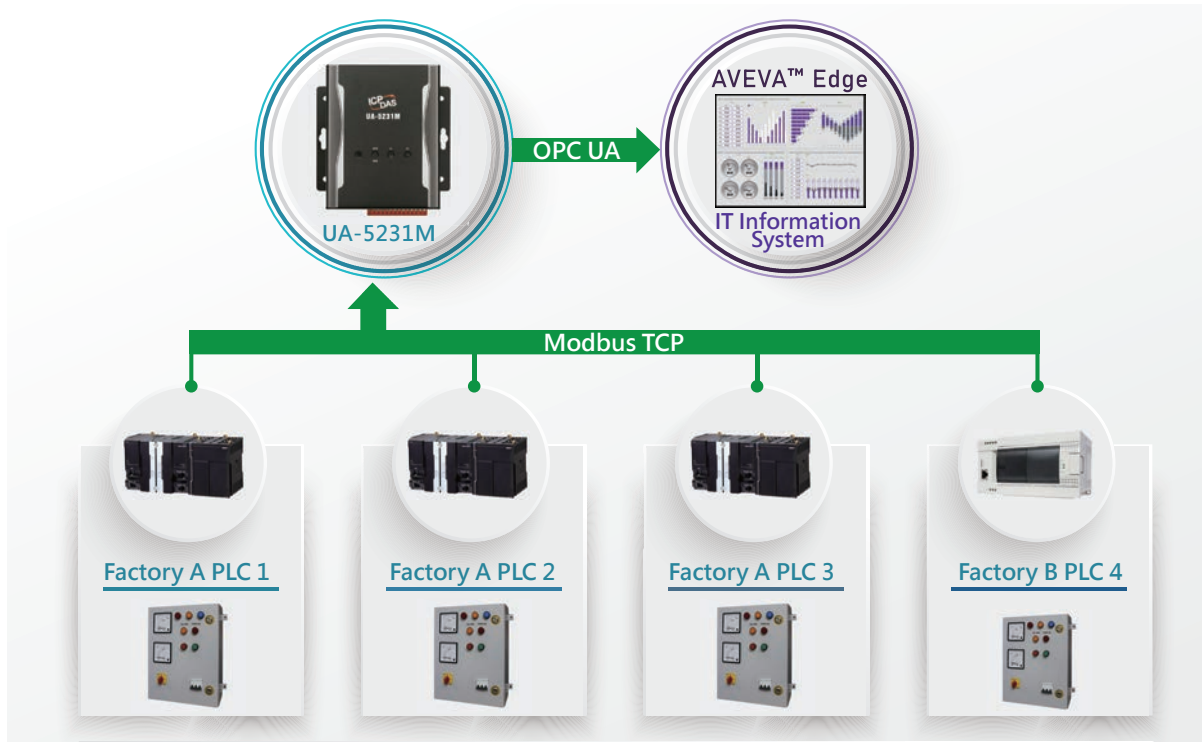 AVEVA™ Edge
ICP DAS
UA-5231M
OPC UA
UA-5231M
IT Information
System
Modbus TCP
Factory A PLC 1
Factory A PLC 2
Factory A PLC 3
Factory B PLC 4